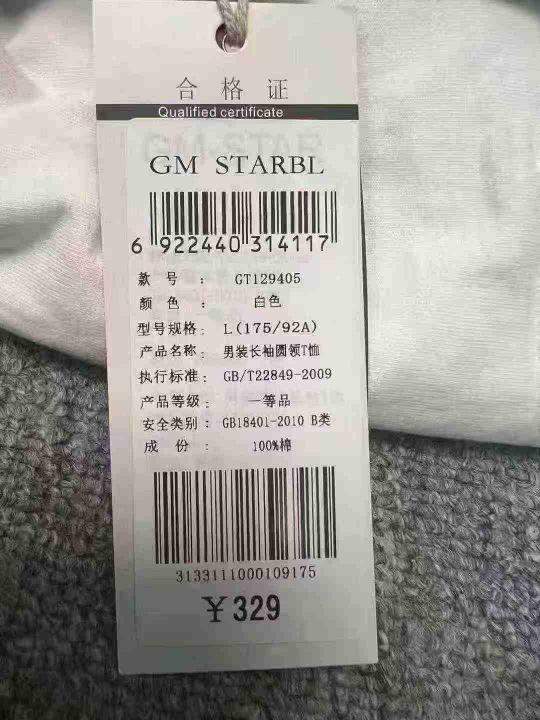 合格证
Qualified certificate
GM STARBL
6 922440 314117
款号 : GT129405
颜色 : 白色
型号规格: L(175/92A)
产品名称: 男装长袖圆领T恤
执行标准: GB/T22849-2009
产品等级: 一等品
安全类别: GB18401-2010 B类
成份 : 100%棉
3133111000109175
￥329